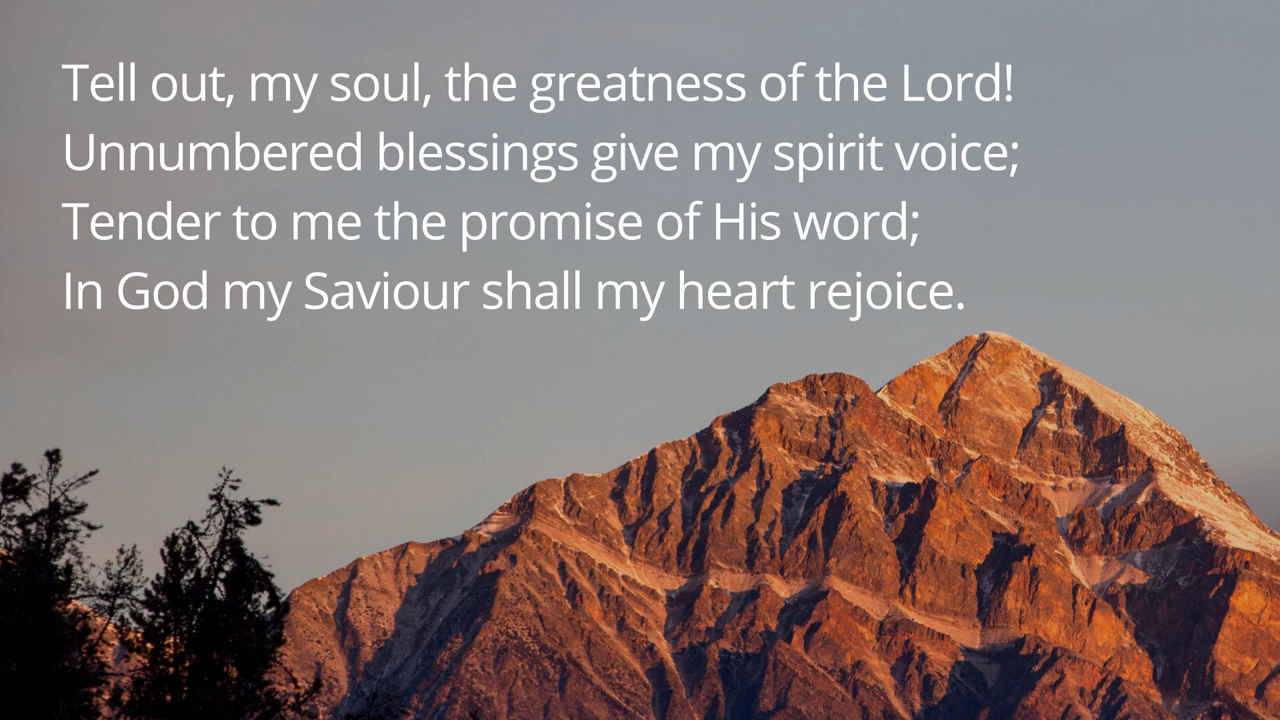 Tell out, my soul, the greatness of the Lord!
Unnumbered blessings give my spirit voice;
Tender to me the promise of His word;
In God my Saviour shall my heart rejoice.